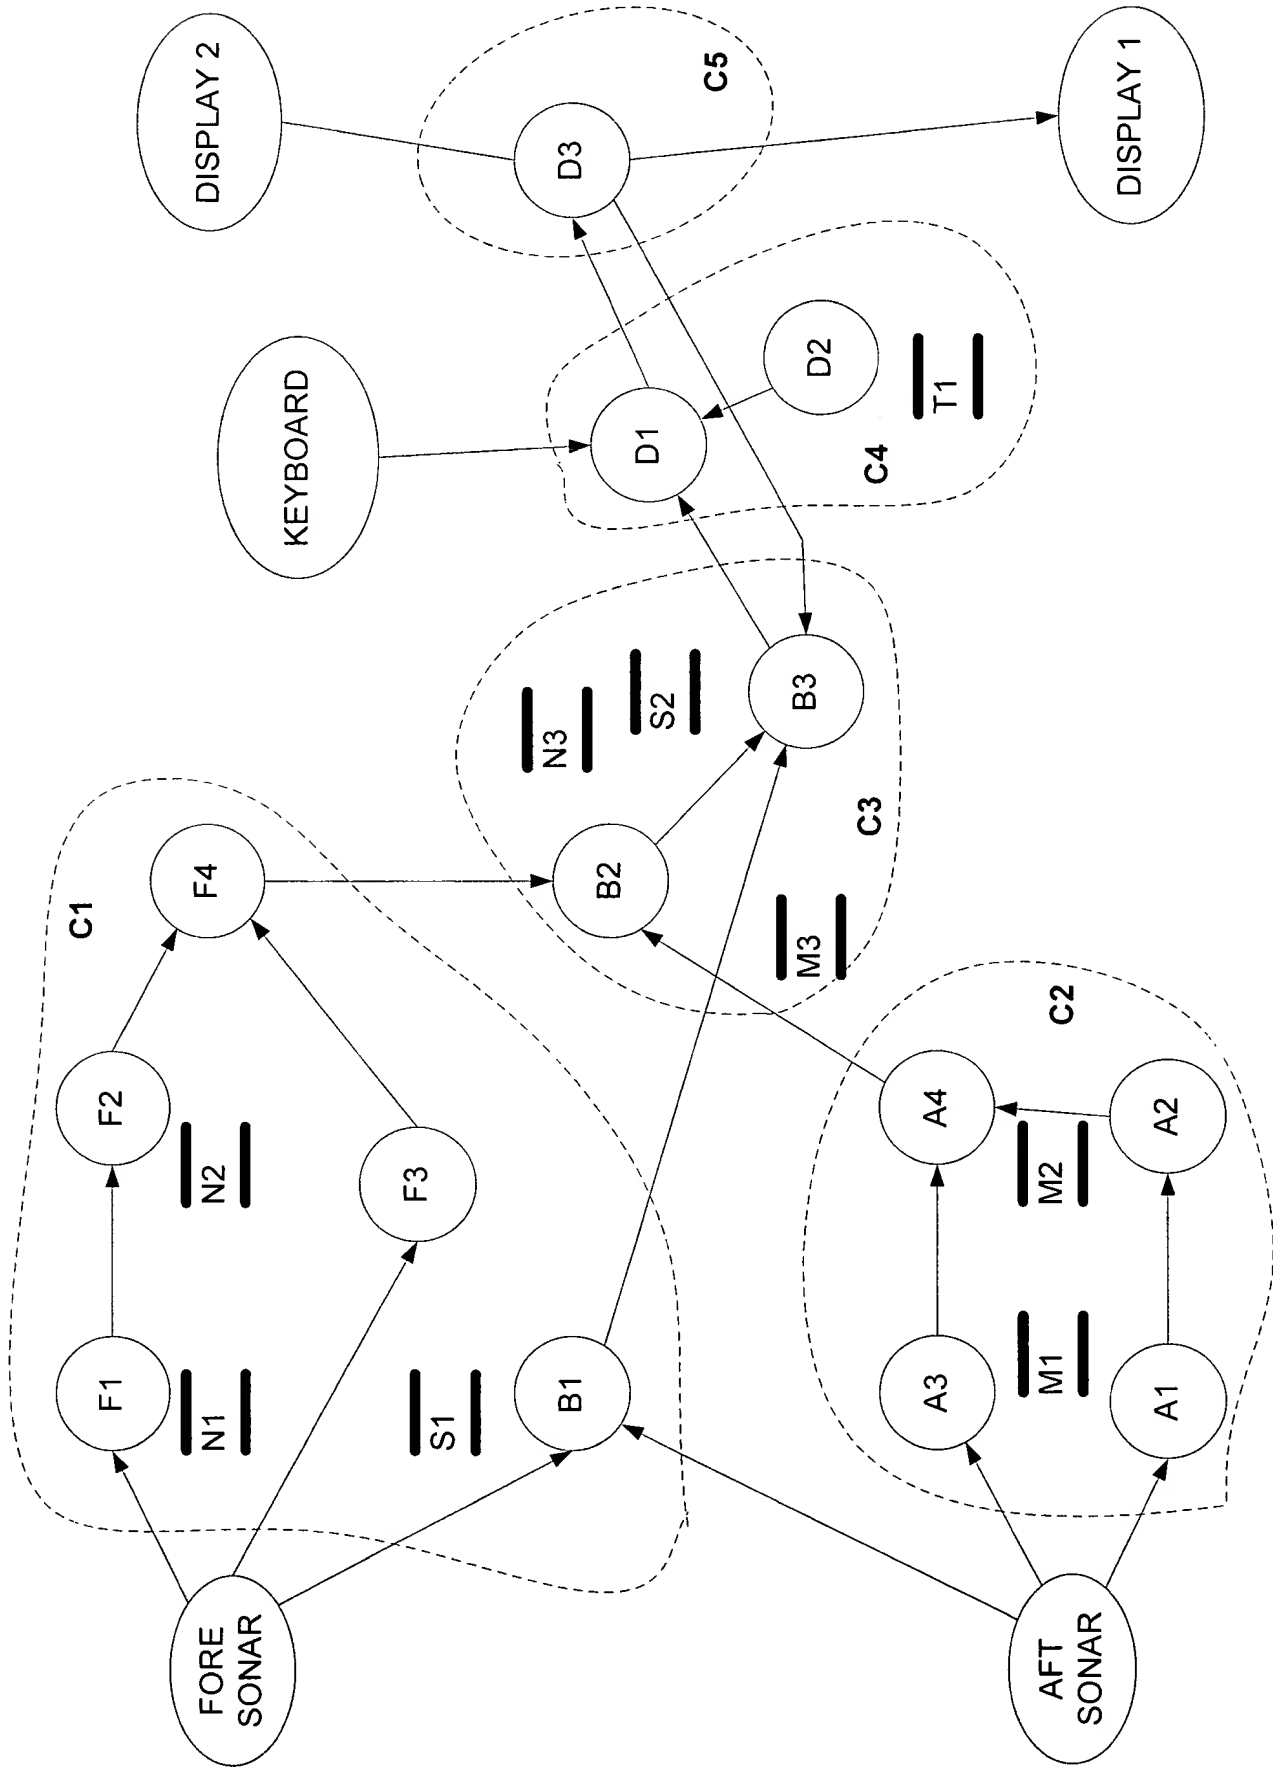 C1
F1
F2
F4
N1
N2
FORE
SONAR
F3
KEYBOARD
DISPLAY 2
S1
B1
B2
N3
S2
D1
D3
C5
M3
B3
C3
D2
C4
T1
A3
A4
C2
M1
M2
AFT
SONAR
A1
A2
DISPLAY 1